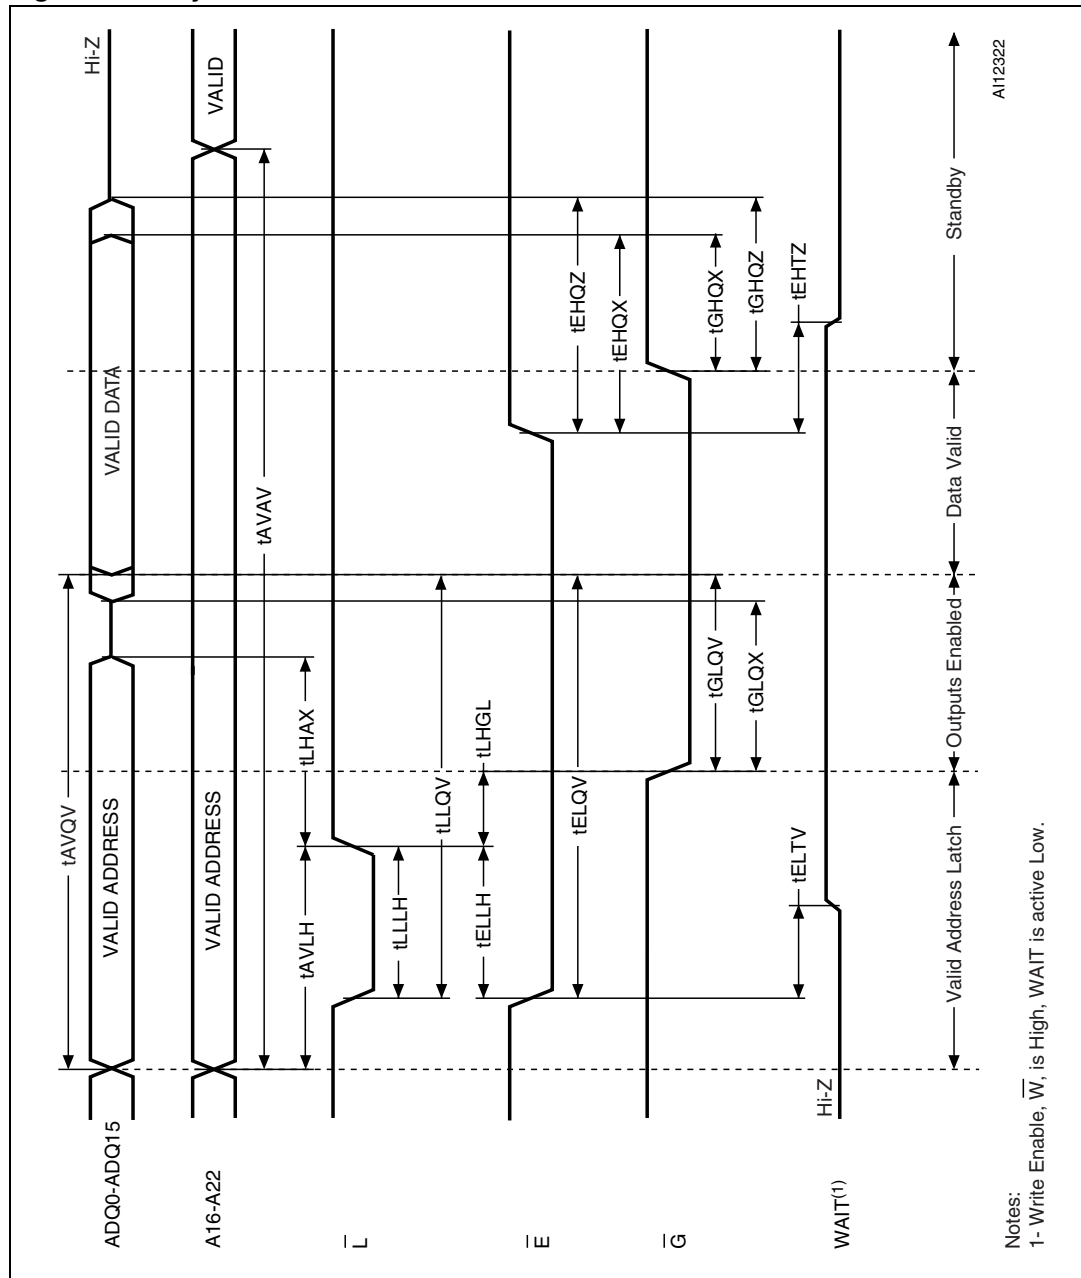 tAVQV
ADQ0-ADQ15
VALID ADDRESS
VALID DATA
Hi-Z
A16-A22
VALID ADDRESS
VALID
tAVAV
tAVLH
tLHAX
L̅
tLLLH
tLLQV
tELLH
tLHGL
E̅
tELQV
tEHQZ
tEHQX
G̅
tGLQV
tGHQX
tGLQX
tGHQZ
tELTV
tEHTZ
Hi-Z
WAIT(1)
Valid Address Latch
Outputs Enabled
Data Valid
Standby
AI12322
Notes:
1- Write Enable, W̅, is High, WAIT is active Low.